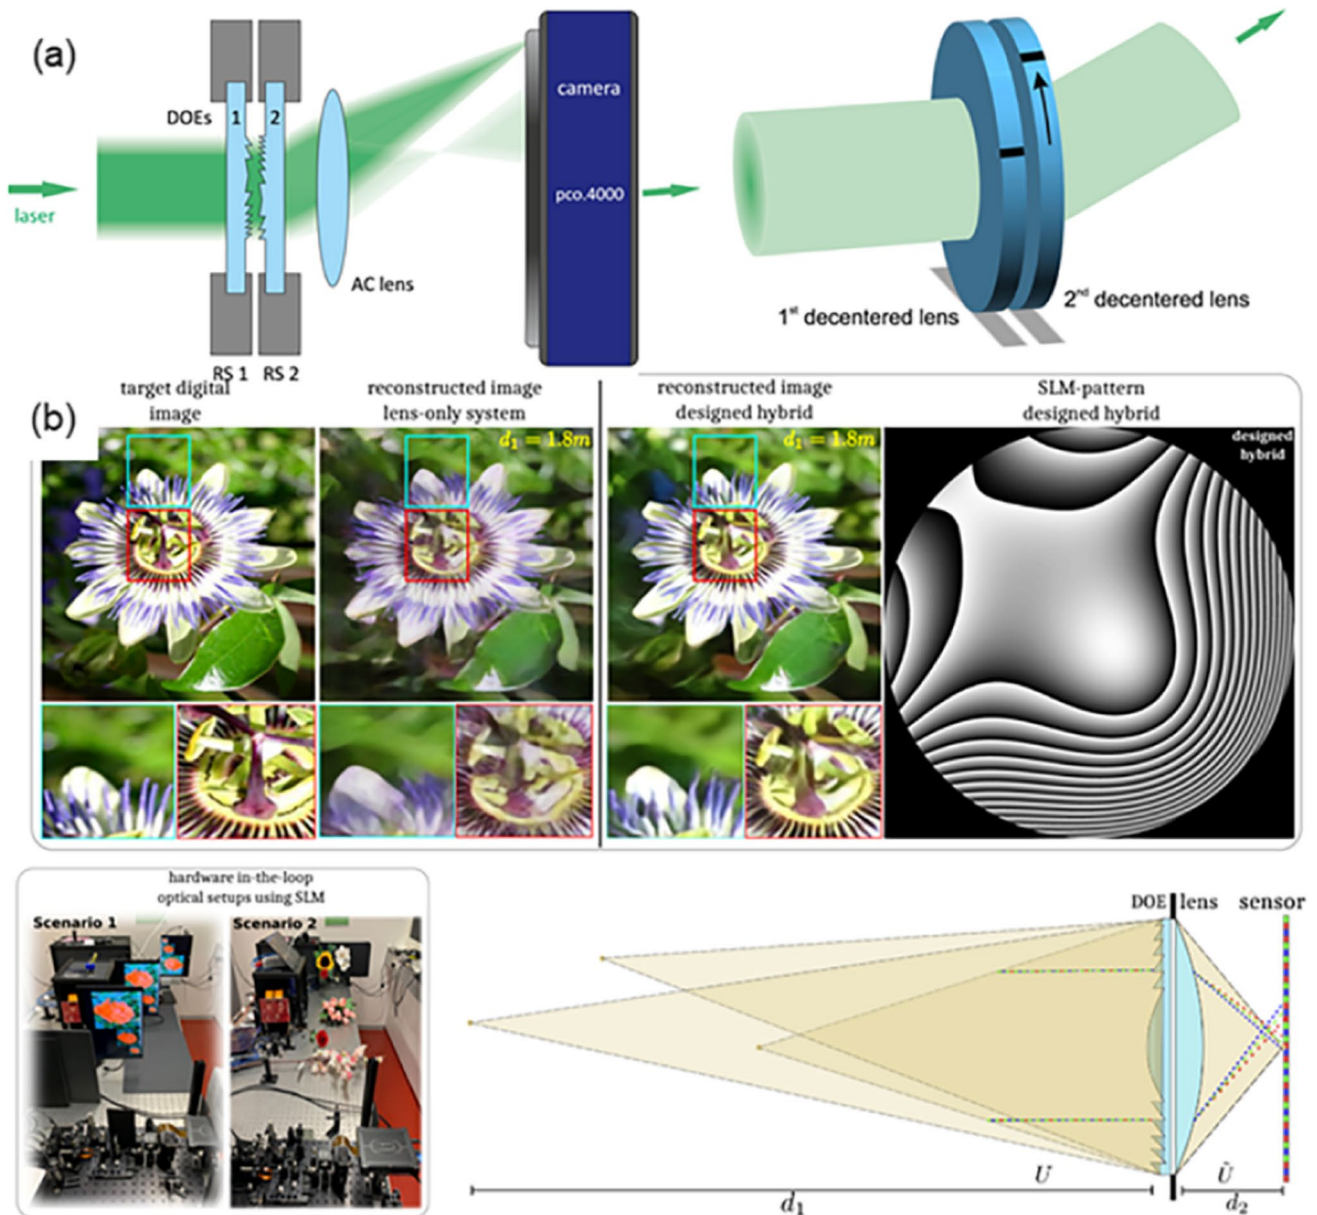 (a)
DOEs
1
2
laser
AC lens
RS 1
RS 2
camera
pco.4000
1st decentered lens
2nd decentered lens
(b)
target digital
image
reconstructed image
lens-only system
d1 = 1.8m
reconstructed image
designed hybrid
d1 = 1.8m
SLM-pattern
designed hybrid
designed
hybrid
hardware in-the-loop
optical setups using SLM
Scenario 1
Scenario 2
DOE
lens
sensor
U
Ũ
d1
d2